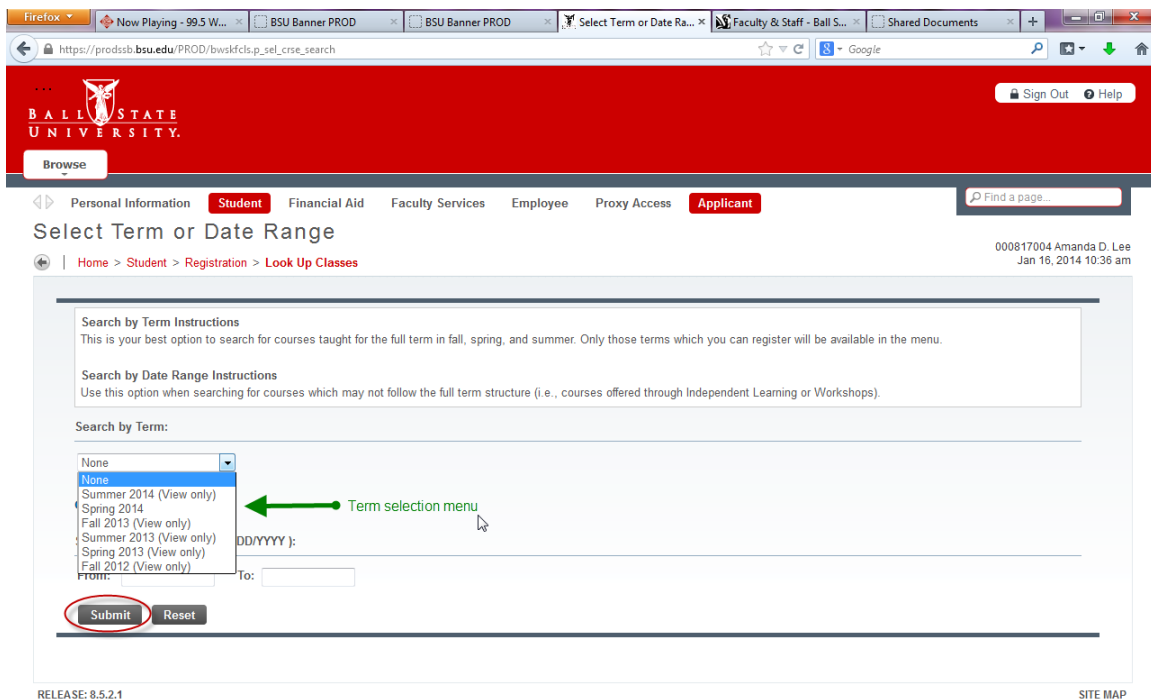 Firefox
Now Playing - 99.5 W...
BSU Banner PROD
BSU Banner PROD
Select Term or Date Ra...
Faculty & Staff - Ball S...
Shared Documents
https://prodssb.bsu.edu/PROD/bwskfcls.p_sel_crse_search
Google
...
BALL STATE
UNIVERSITY.
Sign Out Help
Browse
Personal Information Student Financial Aid Faculty Services Employee Proxy Access Applicant
Find a page...
Select Term or Date Range
000817004 Amanda D. Lee
Jan 16, 2014 10:36 am
Home > Student > Registration > Look Up Classes
Search by Term Instructions
This is your best option to search for courses taught for the full term in fall, spring, and summer. Only those terms which you can register will be available in the menu.
Search by Date Range Instructions
Use this option when searching for courses which may not follow the full term structure (i.e., courses offered through Independent Learning or Workshops).
Search by Term:
None
None
Summer 2014 (View only)
Spring 2014
Term selection menu
Fall 2013 (View only)
Summer 2013 (View only)
DD/YYYY ):
Spring 2013 (View only)
Fall 2012 (View only)
From: To:
Submit Reset
RELEASE: 8.5.2.1
SITE MAP